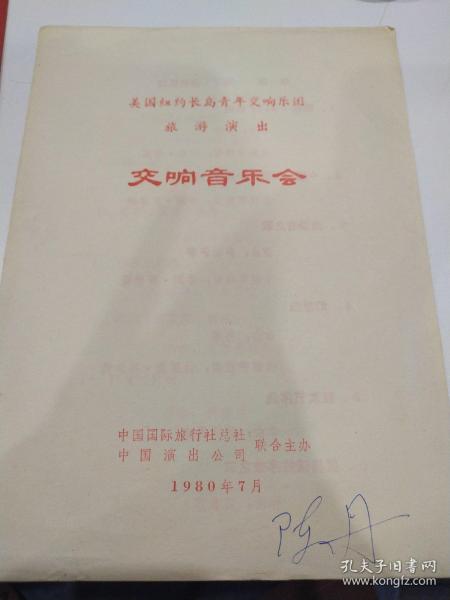 美国纽约长岛青年交响乐团
旅游演出
交响音乐会
中国国际旅行社总社
中国演出公司
联合主办
1980年7月
陈丹
孔夫子旧书网
www.kongfz.com